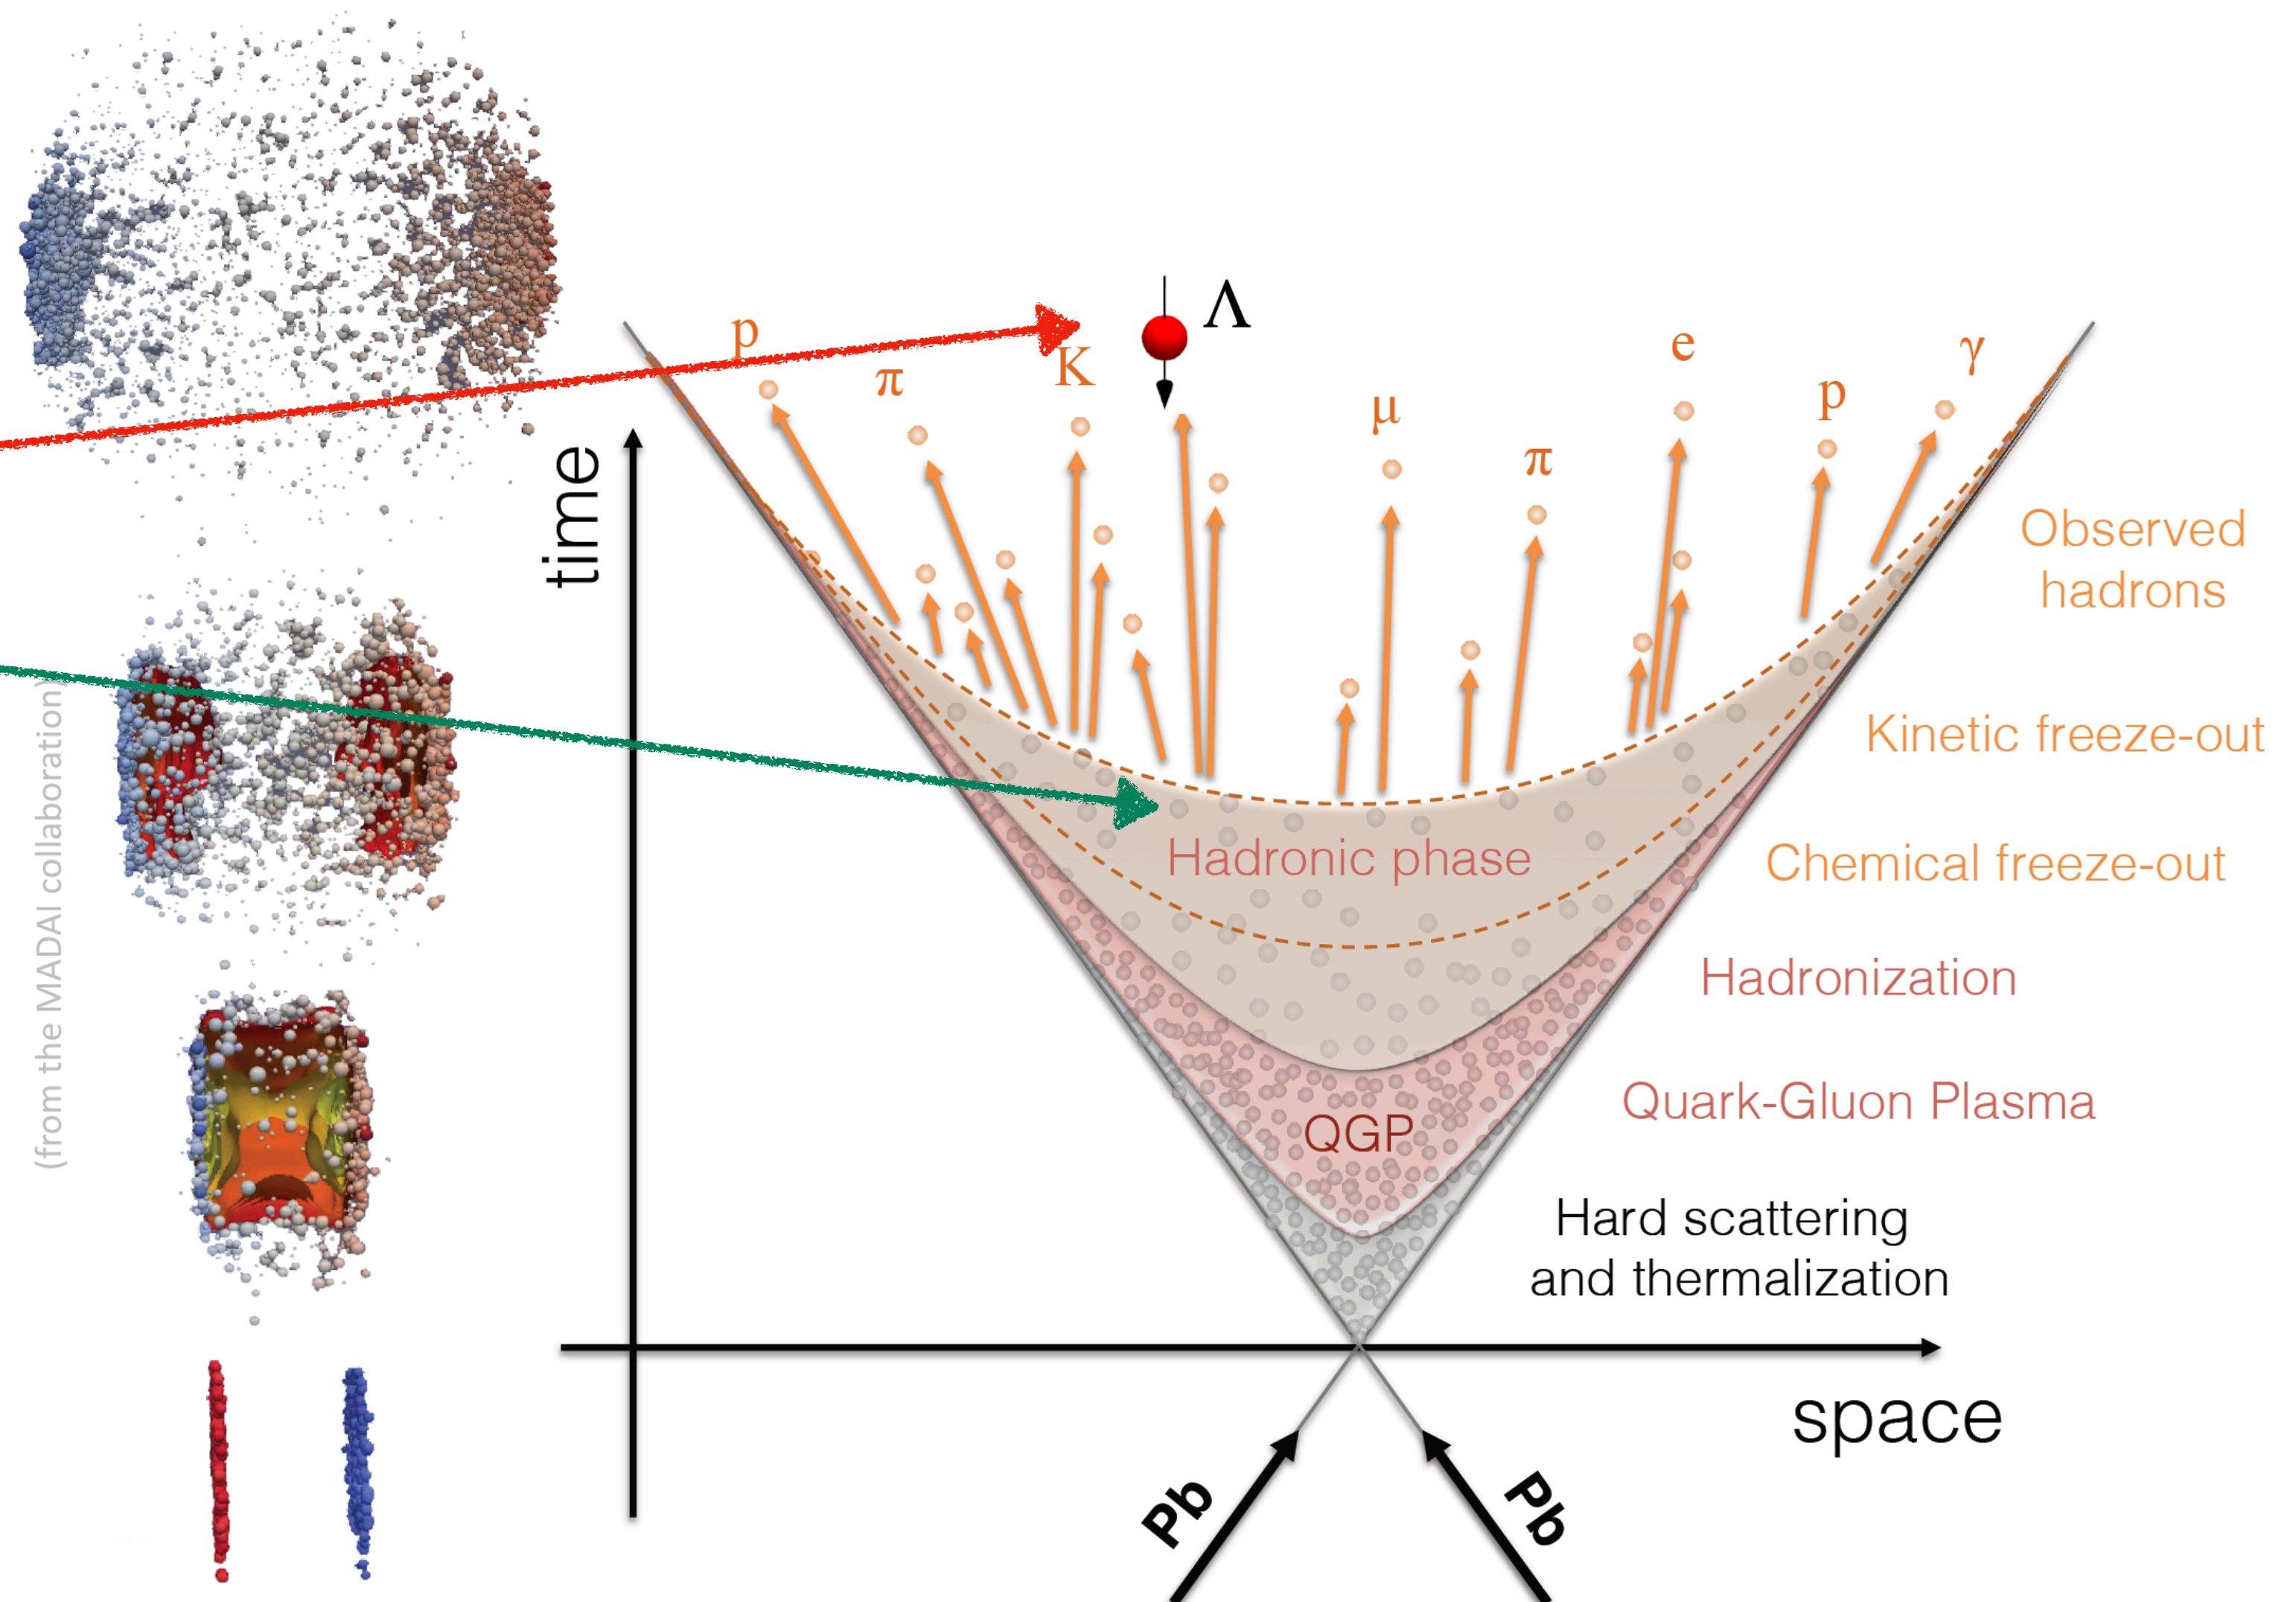 Λ
p
π
K
μ
π
e
p
γ
time
Observed
hadrons
Kinetic freeze-out
Hadronic phase
Chemical freeze-out
Hadronization
QGP
Quark-Gluon Plasma
Hard scattering
and thermalization
space
Pb
Pb
(from the MADAI collaboration)